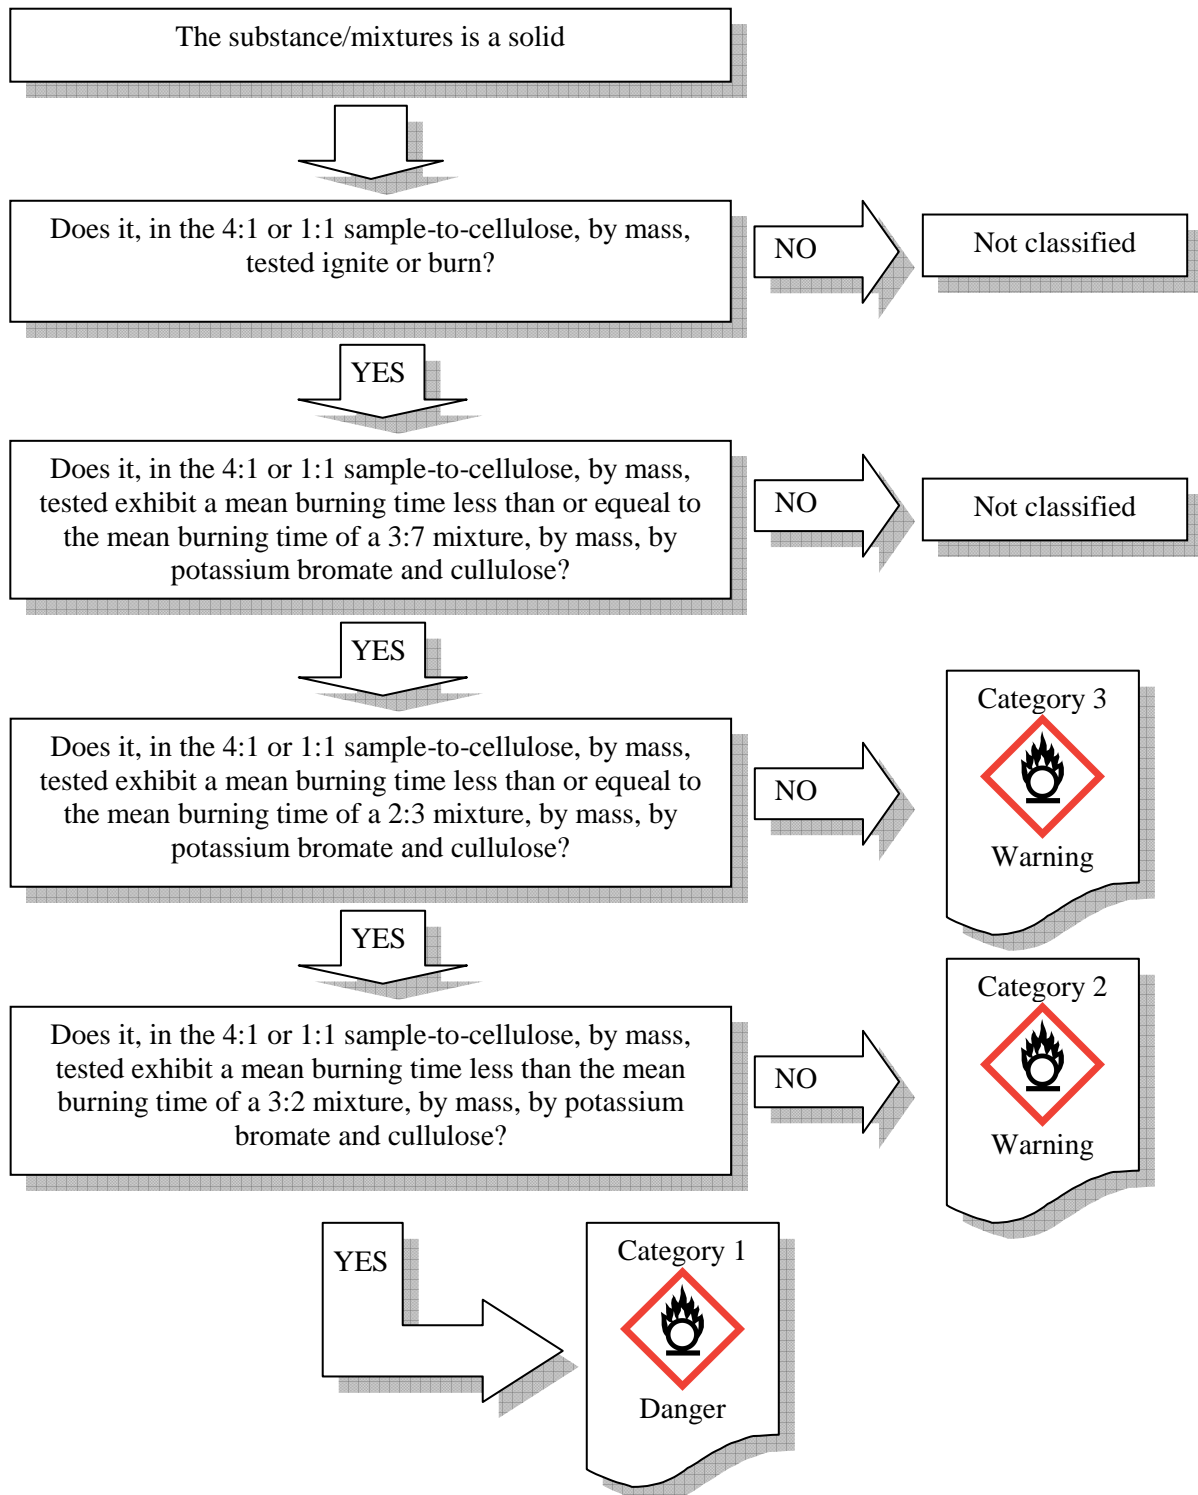 The substance/mixtures is a solid
Does it, in the 4:1 or 1:1 sample-to-cellulose, by mass,
tested ignite or burn?
NO
Not classified
YES
Does it, in the 4:1 or 1:1 sample-to-cellulose, by mass,
tested exhibit a mean burning time less than or equeal to
the mean burning time of a 3:7 mixture, by mass, by
potassium bromate and cullulose?
NO
Not classified
YES
Does it, in the 4:1 or 1:1 sample-to-cellulose, by mass,
tested exhibit a mean burning time less than or equeal to
the mean burning time of a 2:3 mixture, by mass, by
potassium bromate and cullulose?
NO
Category 3
Warning
YES
Does it, in the 4:1 or 1:1 sample-to-cellulose, by mass,
tested exhibit a mean burning time less than the mean
burning time of a 3:2 mixture, by mass, by potassium
bromate and cullulose?
NO
Category 2
Warning
YES
Category 1
Danger